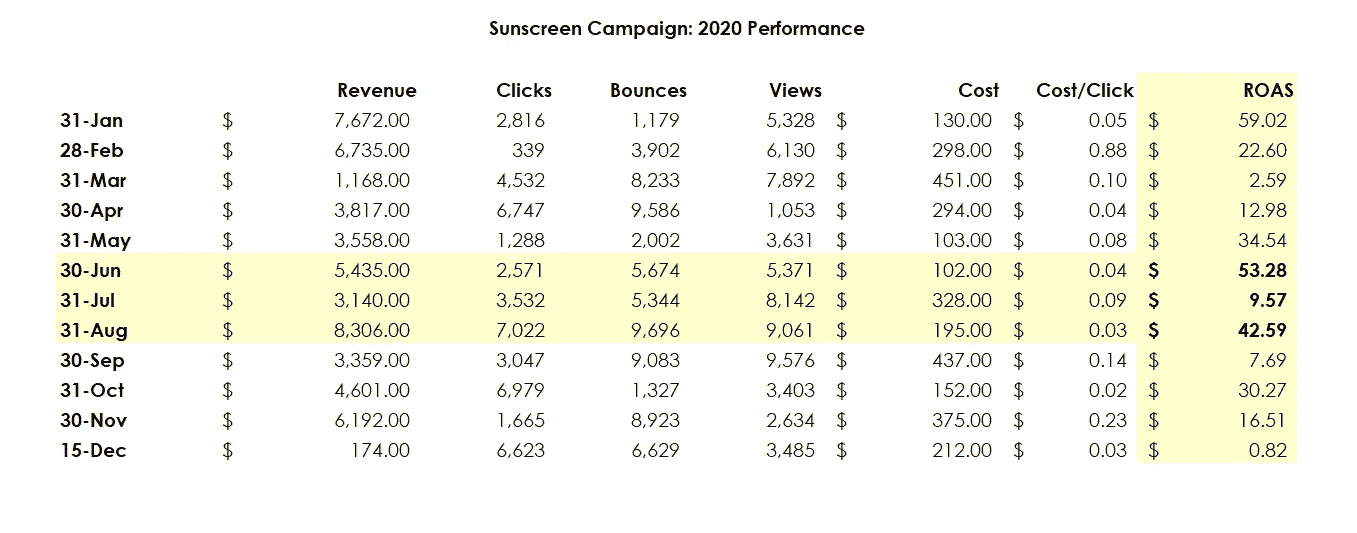 Sunscreen Campaign: 2020 Performance
Revenue Clicks Bounces Views Cost Cost/Click ROAS
31-Jan $ 7,672.00 2,816 1,179 5,328 $ 130.00 $ 0.05 $ 59.02
28-Feb $ 6,735.00 339 3,902 6,130 $ 298.00 $ 0.88 $ 22.60
31-Mar $ 1,168.00 4,532 8,233 7,892 $ 451.00 $ 0.10 $ 2.59
30-Apr $ 3,817.00 6,747 9,586 1,053 $ 294.00 $ 0.04 $ 12.98
31-May $ 3,558.00 1,288 2,002 3,631 $ 103.00 $ 0.08 $ 34.54
30-Jun $ 5,435.00 2,571 5,674 5,371 $ 102.00 $ 0.04 $ 53.28
31-Jul $ 3,140.00 3,532 5,344 8,142 $ 328.00 $ 0.09 $ 9.57
31-Aug $ 8,306.00 7,022 9,696 9,061 $ 195.00 $ 0.03 $ 42.59
30-Sep $ 3,359.00 3,047 9,083 9,576 $ 437.00 $ 0.14 $ 7.69
31-Oct $ 4,601.00 6,979 1,327 3,403 $ 152.00 $ 0.02 $ 30.27
30-Nov $ 6,192.00 1,665 8,923 2,634 $ 375.00 $ 0.23 $ 16.51
15-Dec $ 174.00 6,623 6,629 3,485 $ 212.00 $ 0.03 $ 0.82